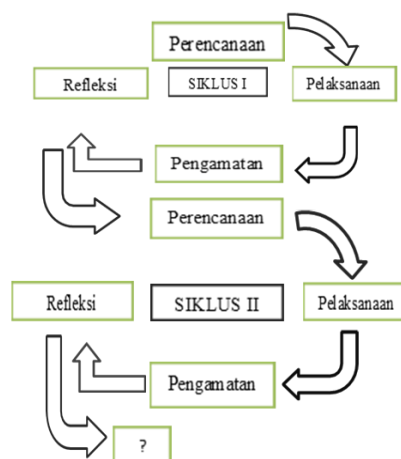 Perencanaan
Refleksi
SIKLUS I
Pelaksanaan
Pengamatan
Perencanaan
Refleksi
SIKLUS II
Pelaksanaan
Pengamatan
?